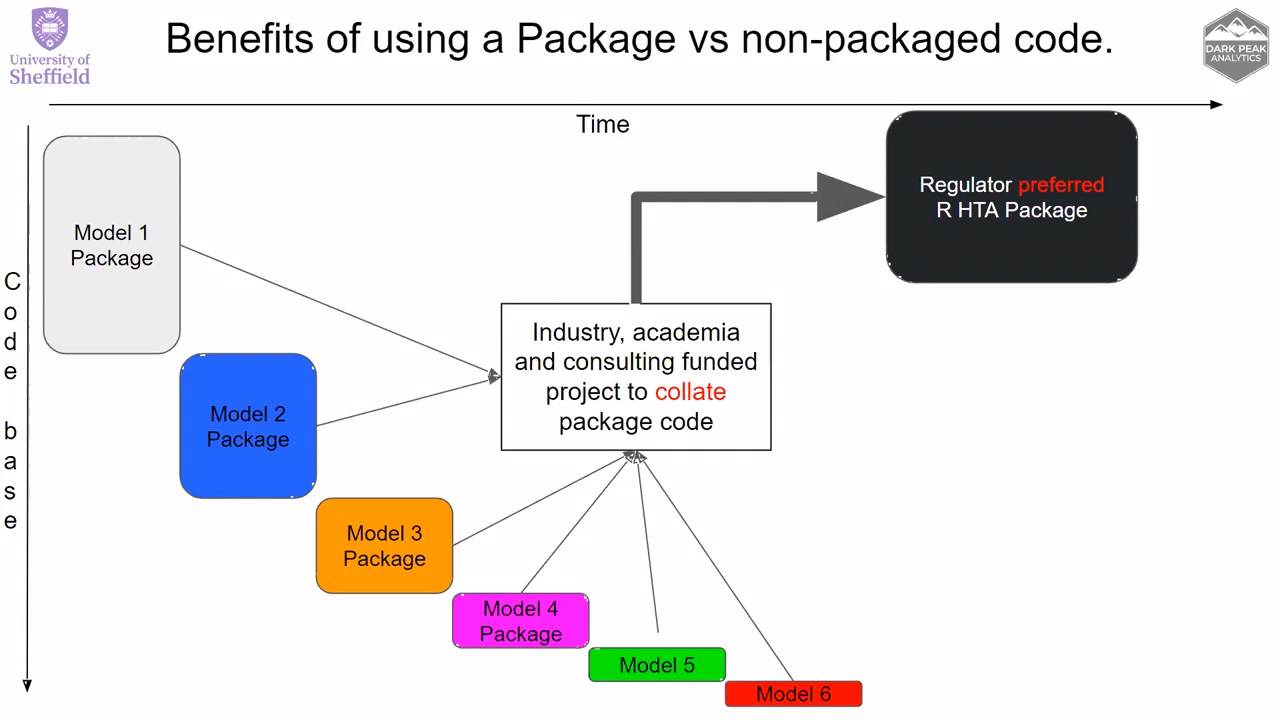 Benefits of using a Package vs non-packaged code.
University of
Sheffield
DARK PEAK
ANALYTICS
Time
Code base
Model 1
Package
Model 2
Package
Model 3
Package
Model 4
Package
Model 5
Model 6
Industry, academia
and consulting funded
project to collate
package code
Regulator preferred
R HTA Package